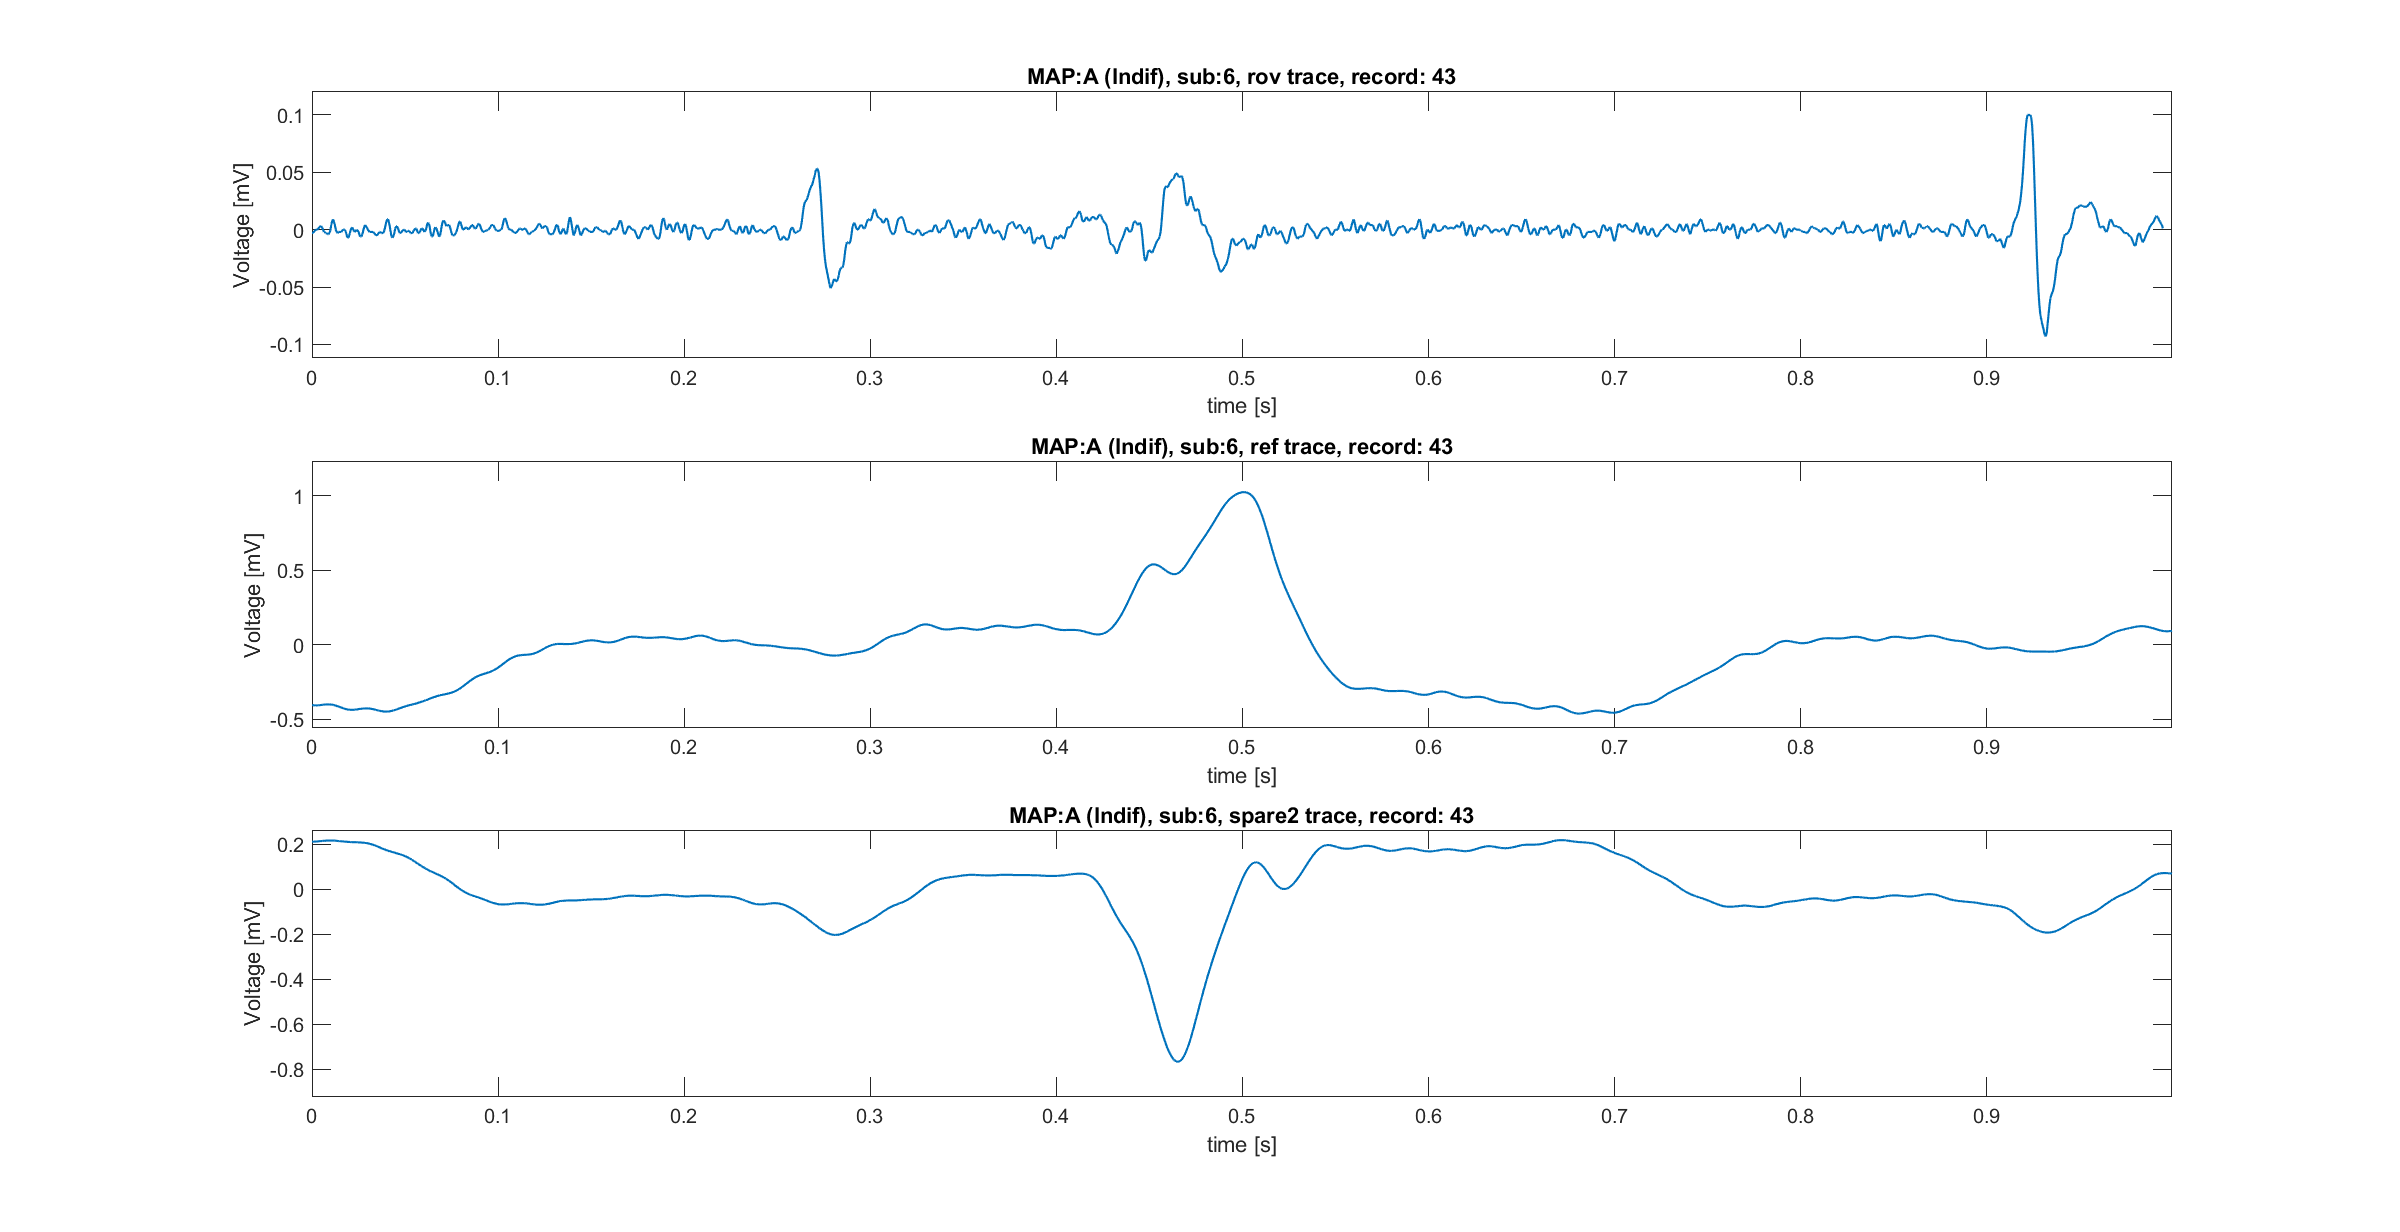 MAP:A (Indif), sub:6, rov trace, record: 43
0.1
0.05
0
-0.05
-0.1
Voltage [mV]
0 0.1 0.2 0.3 0.4 0.5 0.6 0.7 0.8 0.9
time [s]
MAP:A (Indif), sub:6, ref trace, record: 43
1
0.5
0
-0.5
Voltage [mV]
0 0.1 0.2 0.3 0.4 0.5 0.6 0.7 0.8 0.9
time [s]
MAP:A (Indif), sub:6, spare2 trace, record: 43
0.2
0
-0.2
-0.4
-0.6
-0.8
Voltage [mV]
0 0.1 0.2 0.3 0.4 0.5 0.6 0.7 0.8 0.9
time [s]